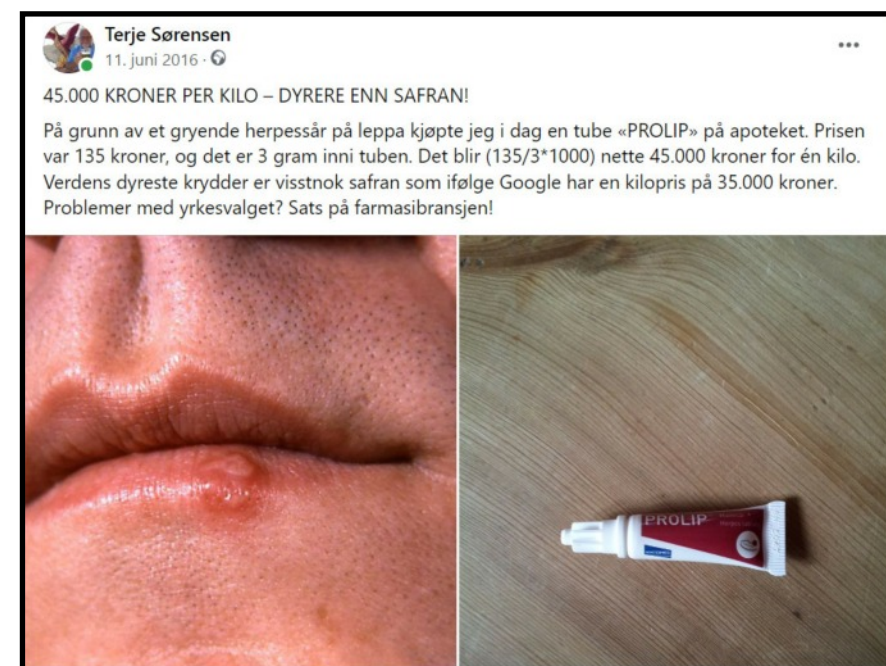 Terje Sørensen
11. juni 2016 ·
45.000 KRONER PER KILO – DYRERE ENN SAFRAN!
På grunn av et gryende herpessår på leppa kjøpte jeg i dag en tube «PROLIP» på apoteket. Prisen
var 135 kroner, og det er 3 gram inni tuben. Det blir (135/3*1000) nette 45.000 kroner for én kilo.
Verdens dyreste krydder er visstnok safran som ifølge Google har en kilopris på 35.000 kroner.
Problemer med yrkesvalget? Sats på farmasibransjen!
PROLIP